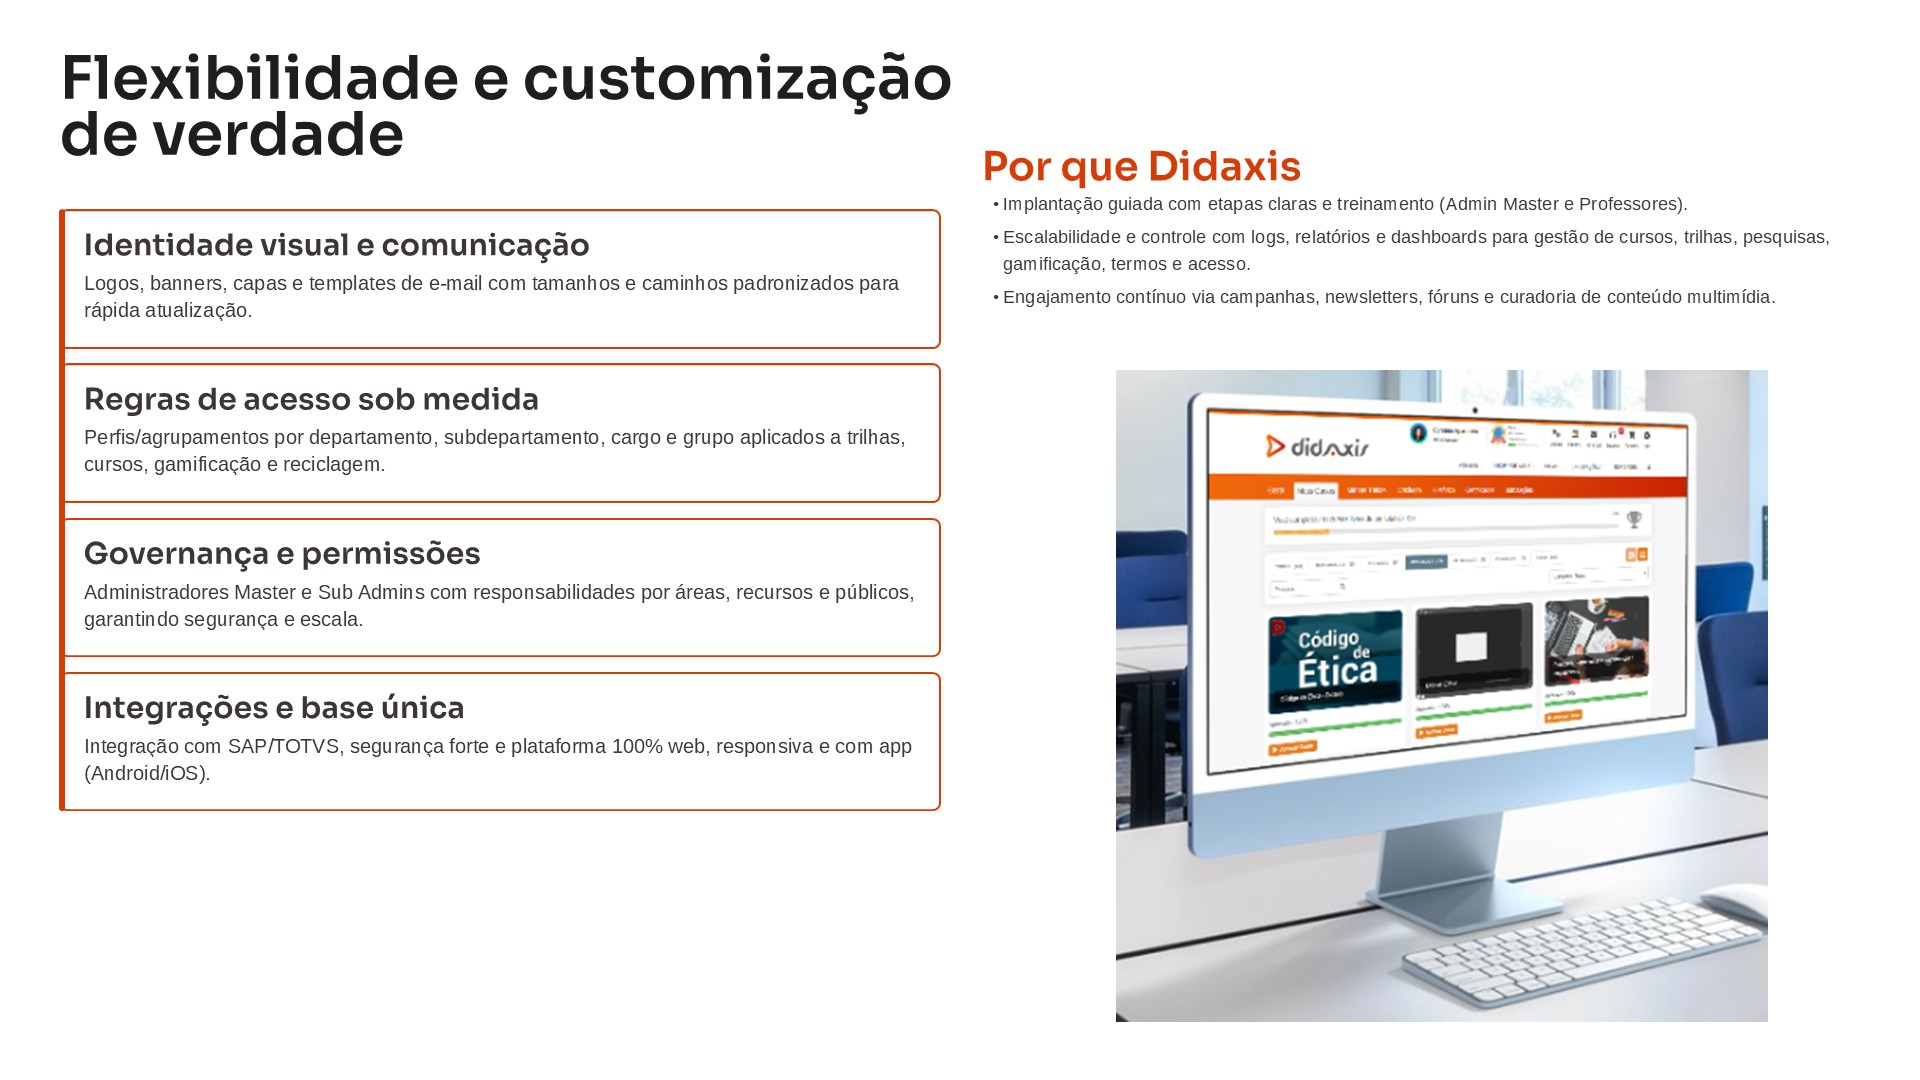 Flexibilidade e customização
de verdade
Identidade visual e comunicação
Logos, banners, capas e templates de e-mail com tamanhos e caminhos padronizados para
rápida atualização.
Regras de acesso sob medida
Perfis/agrupamentos por departamento, subdepartamento, cargo e grupo aplicados a trilhas,
cursos, gamificação e reciclagem.
Governança e permissões
Administradores Master e Sub Admins com responsabilidades por áreas, recursos e públicos,
garantindo segurança e escala.
Integrações e base única
Integração com SAP/TOTVS, segurança forte e plataforma 100% web, responsiva e com app
(Android/iOS).
Por que Didaxis
• Implantação guiada com etapas claras e treinamento (Admin Master e Professores).
• Escalabilidade e controle com logs, relatórios e dashboards para gestão de cursos, trilhas, pesquisas,
gamificação, termos e acesso.
• Engajamento contínuo via campanhas, newsletters, fóruns e curadoria de conteúdo multimídia.
didaxis
Meus Cursos
Código
de
Ética